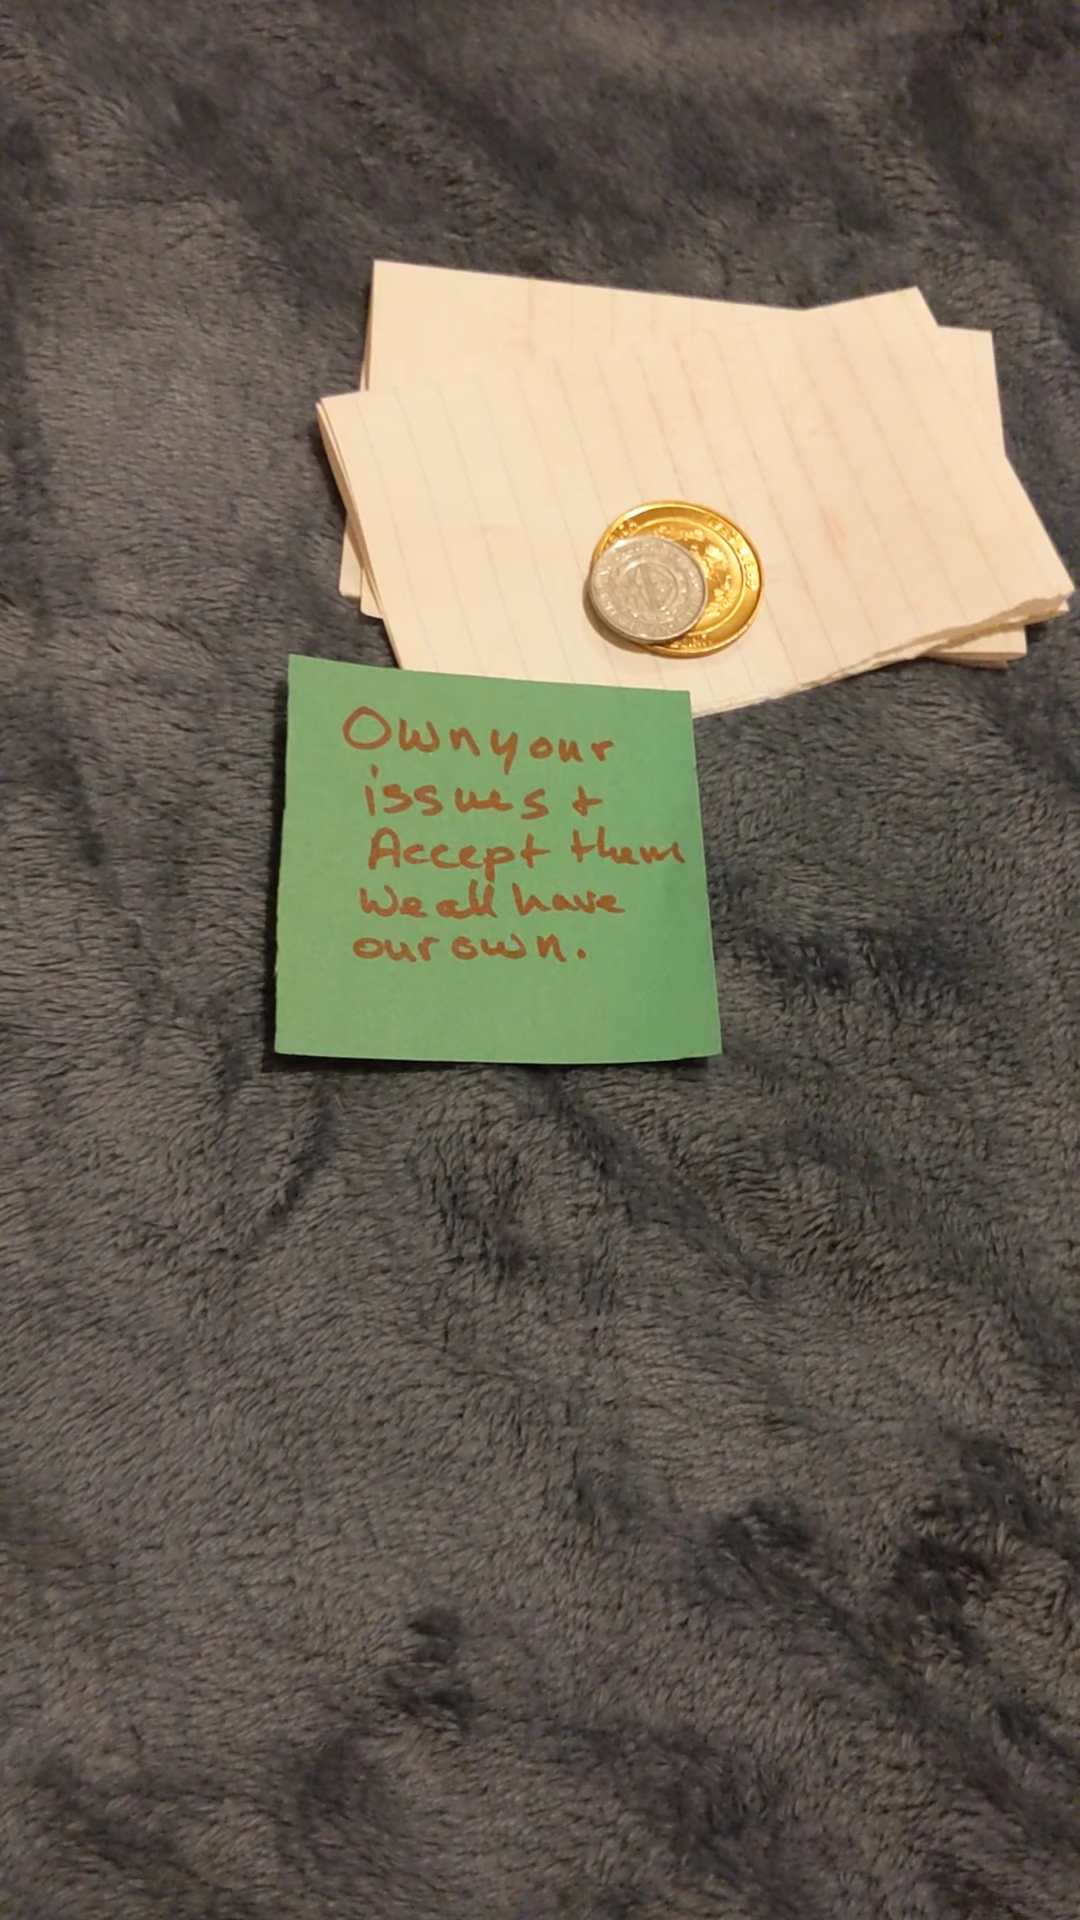 Own your
issues +
Accept them
We all have
our own.